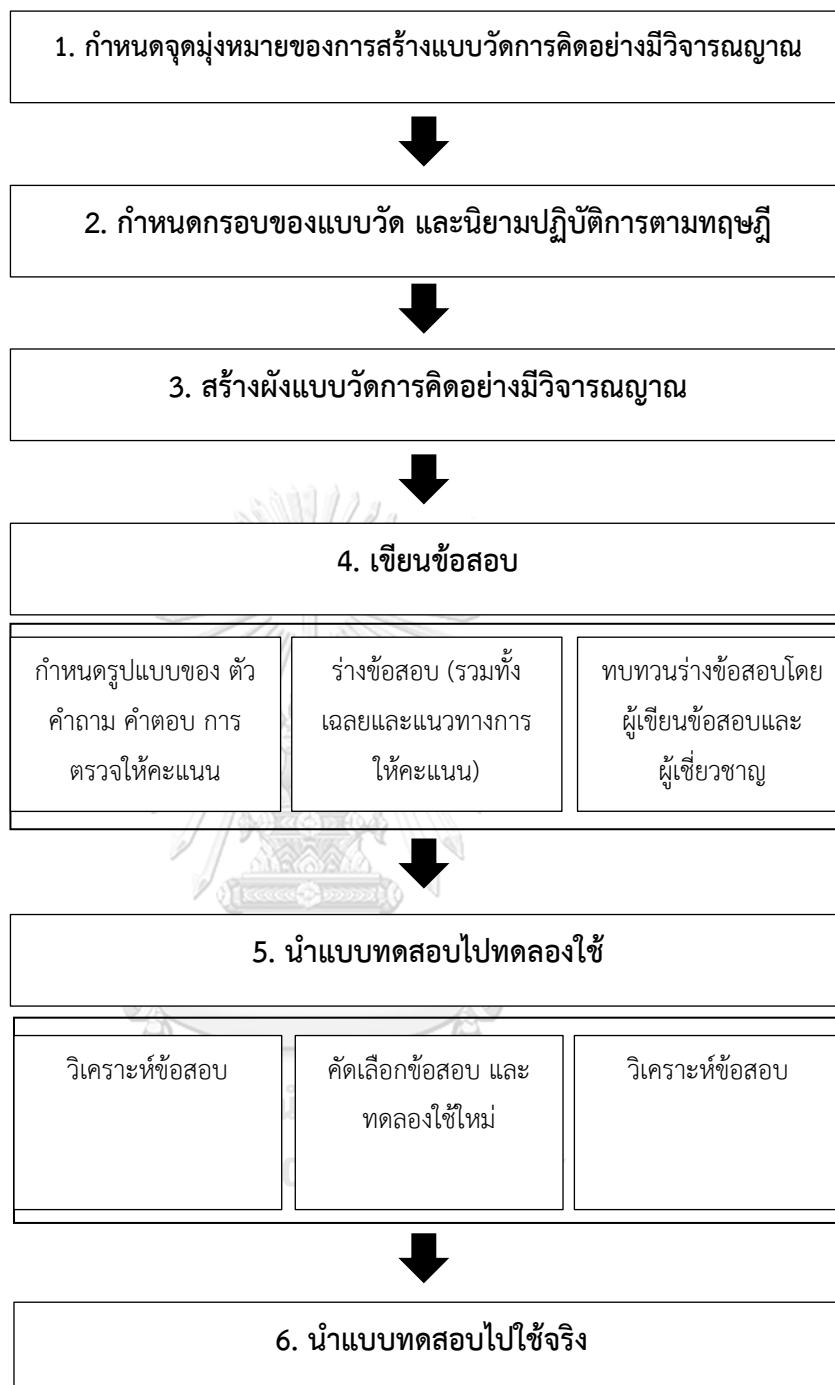 1. กำหนดจุดมุ่งหมายของการสร้างแบบวัดการคิดอย่างมีวิจารณญาณ
2. กำหนดกรอบของแบบวัด และนิยามปฏิบัติการตามทฤษฎี
3. สร้างผังแบบวัดการคิดอย่างมีวิจารณญาณ
4. เขียนข้อสอบ
กำหนดรูปแบบของ ตัว
คำถาม คำตอบ การ
ตรวจให้คะแนน
ร่างข้อสอบ (รวมทั้ง
เฉลยและแนวทางการ
ให้คะแนน)
ทบทวนร่างข้อสอบโดย
ผู้เขียนข้อสอบและ
ผู้เชี่ยวชาญ
5. นำแบบทดสอบไปทดลองใช้
วิเคราะห์ข้อสอบ
คัดเลือกข้อสอบ และ
ทดลองใช้ใหม่
วิเคราะห์ข้อสอบ
6. นำแบบทดสอบไปใช้จริง